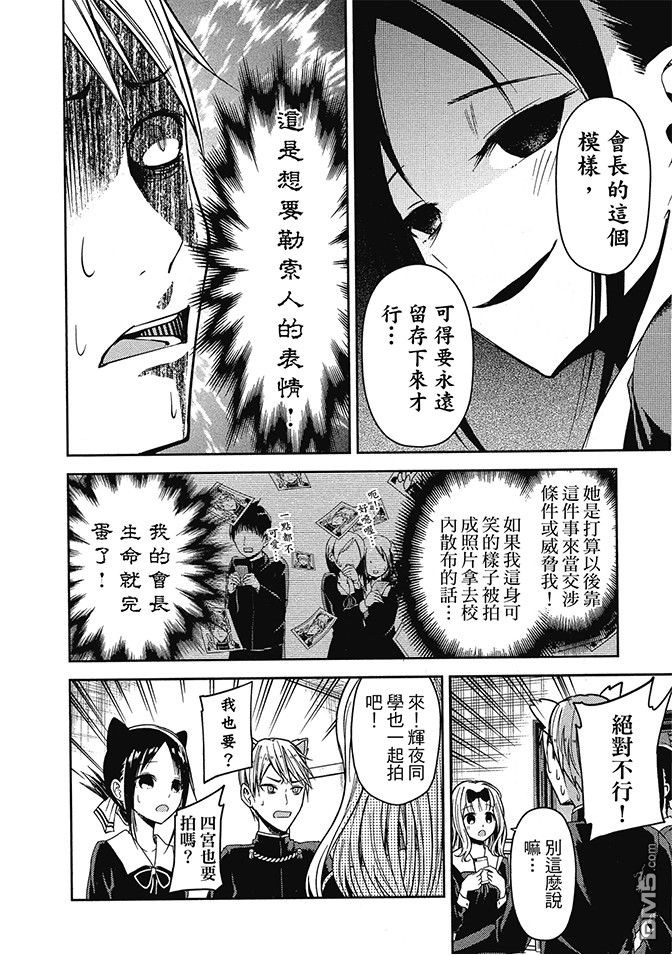 會長的這個
模樣，
可得要永遠
留存下來才
行…
這是想要勒索人的表情！
她是打算以後靠
這件事來當交涉
條件或威脅我！
如果我這身可
笑的樣子被拍
成照片拿去校
內散布的話…
呃！
好噁喔…
一點都不
可愛…
我的會長
生命就完
蛋了！
絕對不行！
別這麼說
嘛…
來！輝夜同
學也一起拍
吧！
我也要？
四宮也要
拍嗎？